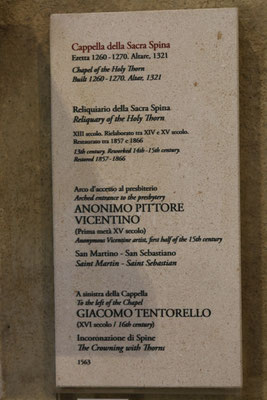 Cappella della Sacra Spina
Eretta 1260-1270. Altare, 1321
Chapel of the Holy Thorn
Built 1260-1270. Altar, 1321
Reliquiario della Sacra Spina
Reliquary of the Holy Thorn
XIII secolo. Rielaborato tra XIV e XV secolo.
Restaurato tra 1857 e 1866
13th century. Reworked 14th-15th century.
Restored 1857-1866
Arco d'accetto al presbiterio
Arched entrance to the presbytery
ANONIMO PITTORE
VICENTINO
(Prima metà XV secolo)
Anonymous Vicentine artist, first half of the 15th century
San Martino - San Sebastiano
Saint Martin - Saint Sebastian
A sinistra della Cappella
To the left of the Chapel
GIACOMO TENTORELLO
(XVI secolo / 16th century)
Incoronazione di Spine
The Crowning with Thorns
1563